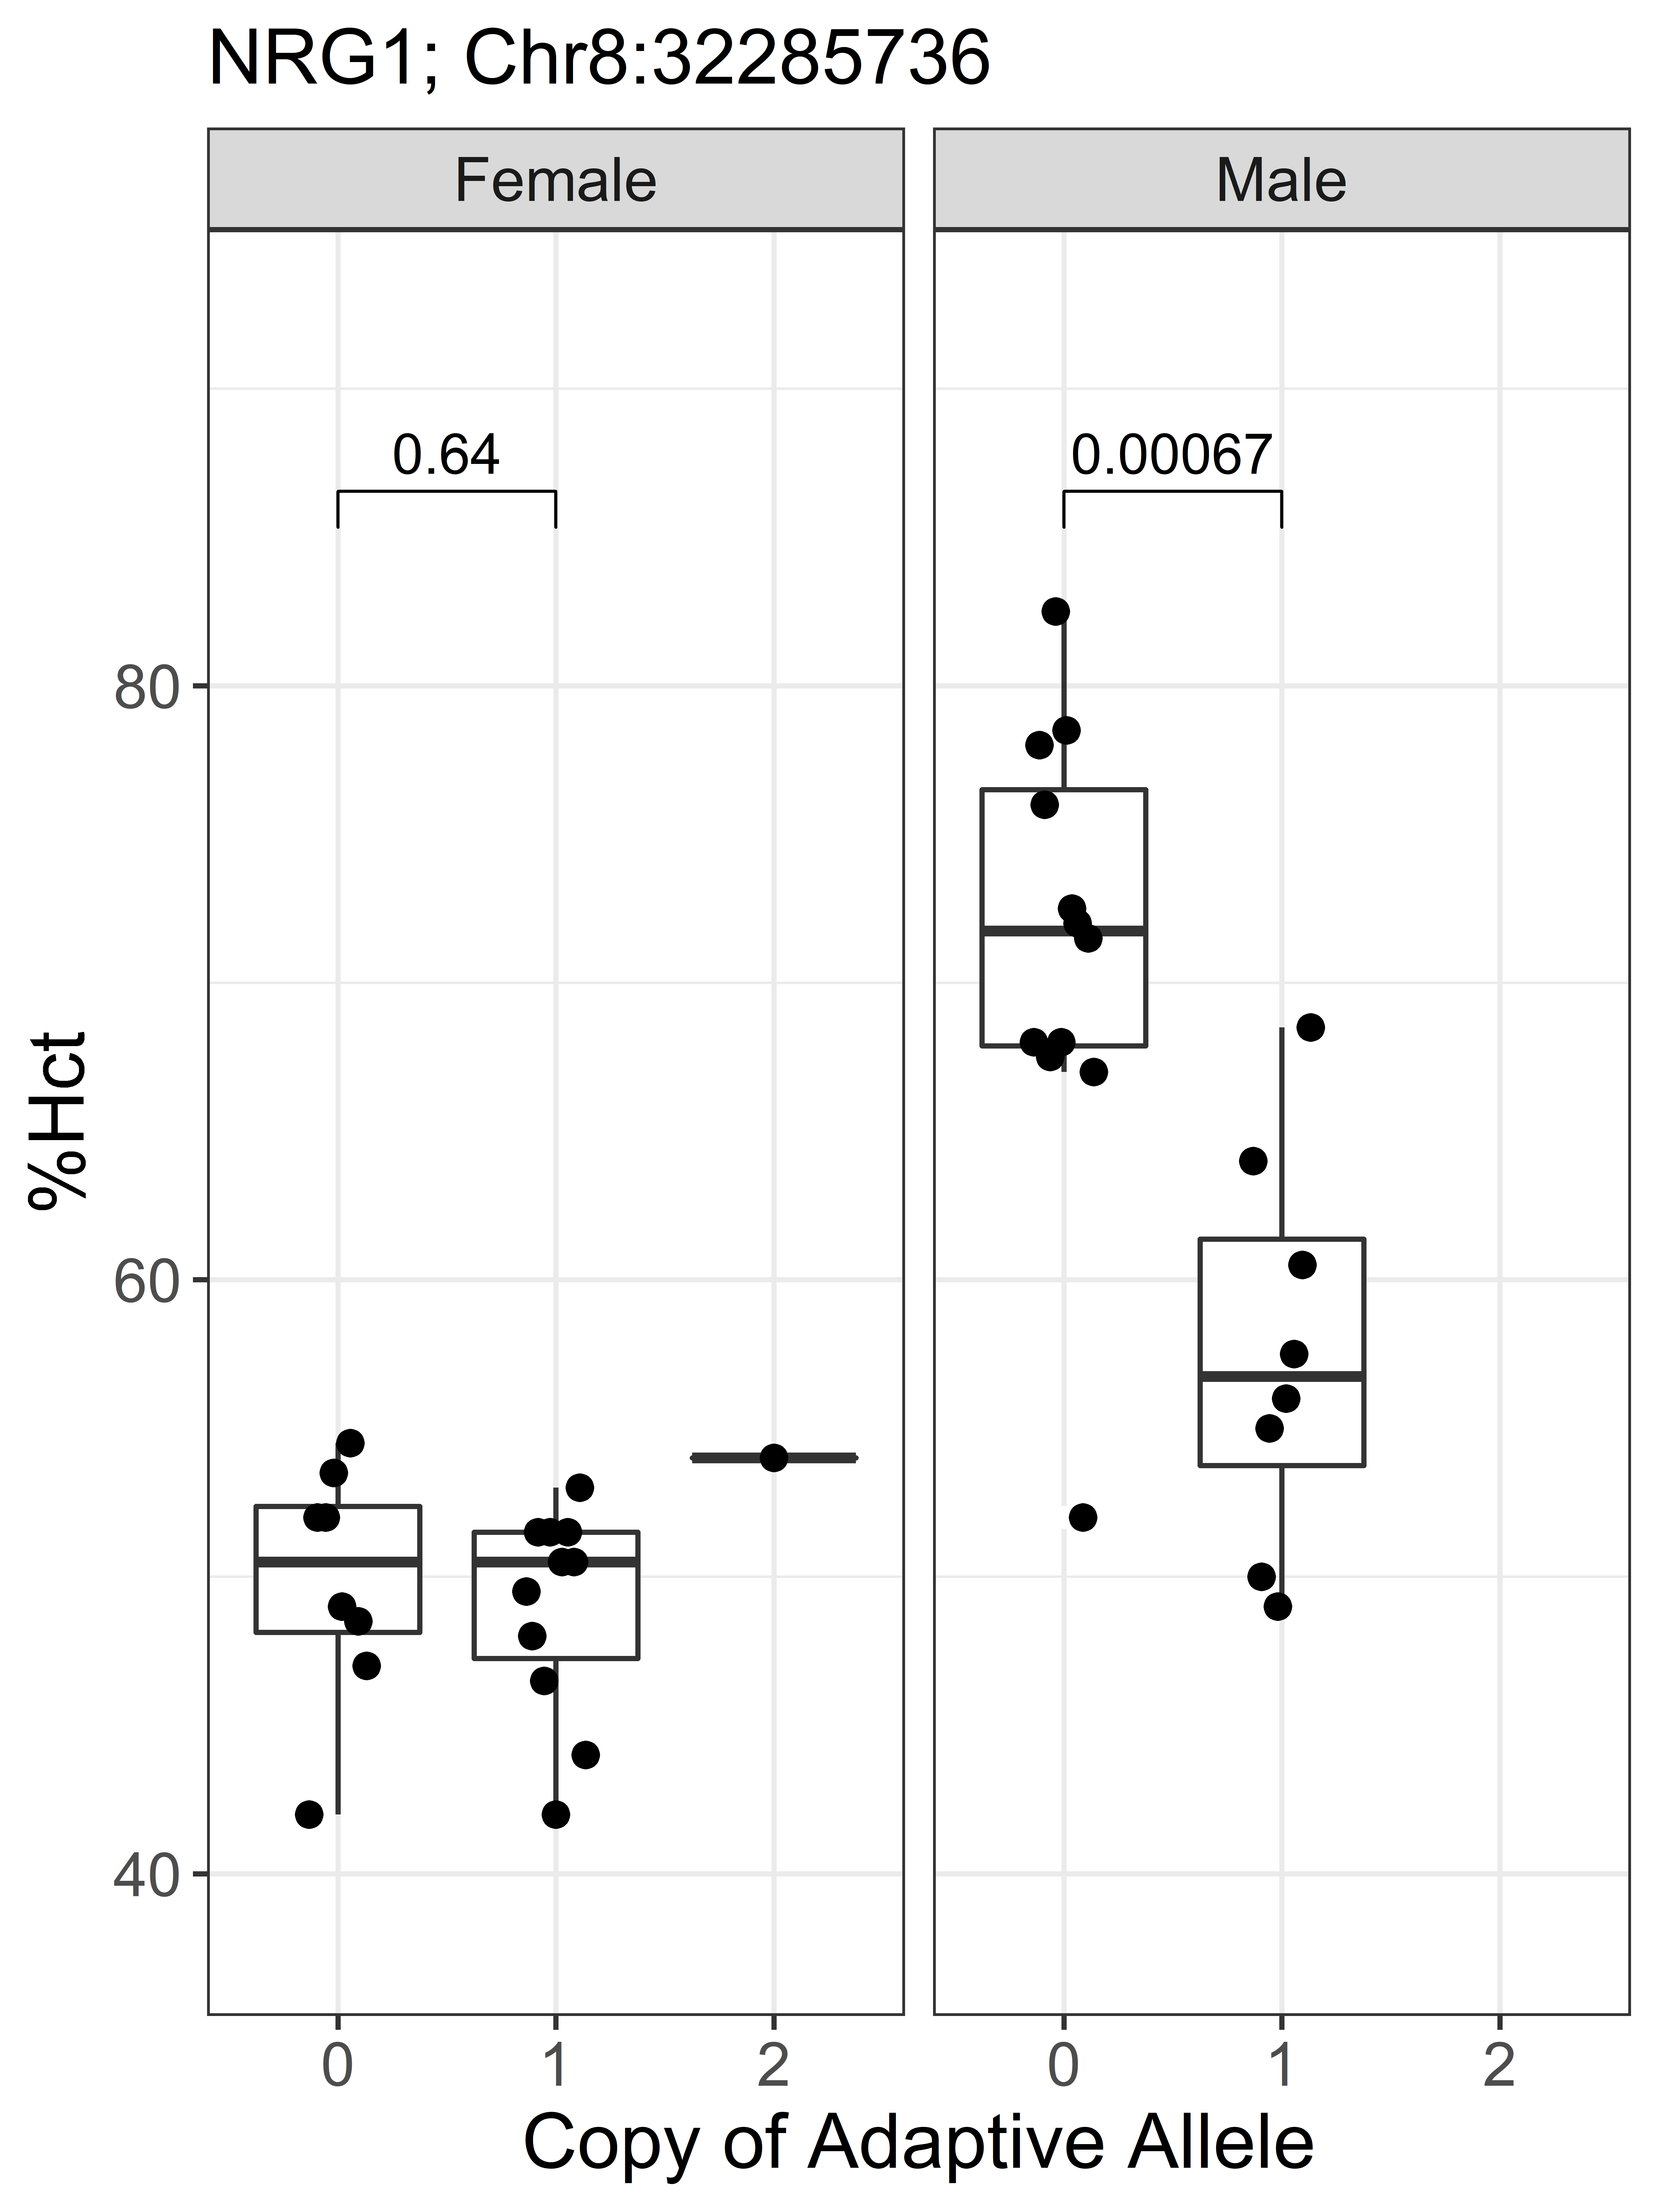 NRG1; Chr8:32285736
Female
Male
0.64
0.00067
80
60
40
%Hct
0 1 2
0 1 2
Copy of Adaptive Allele